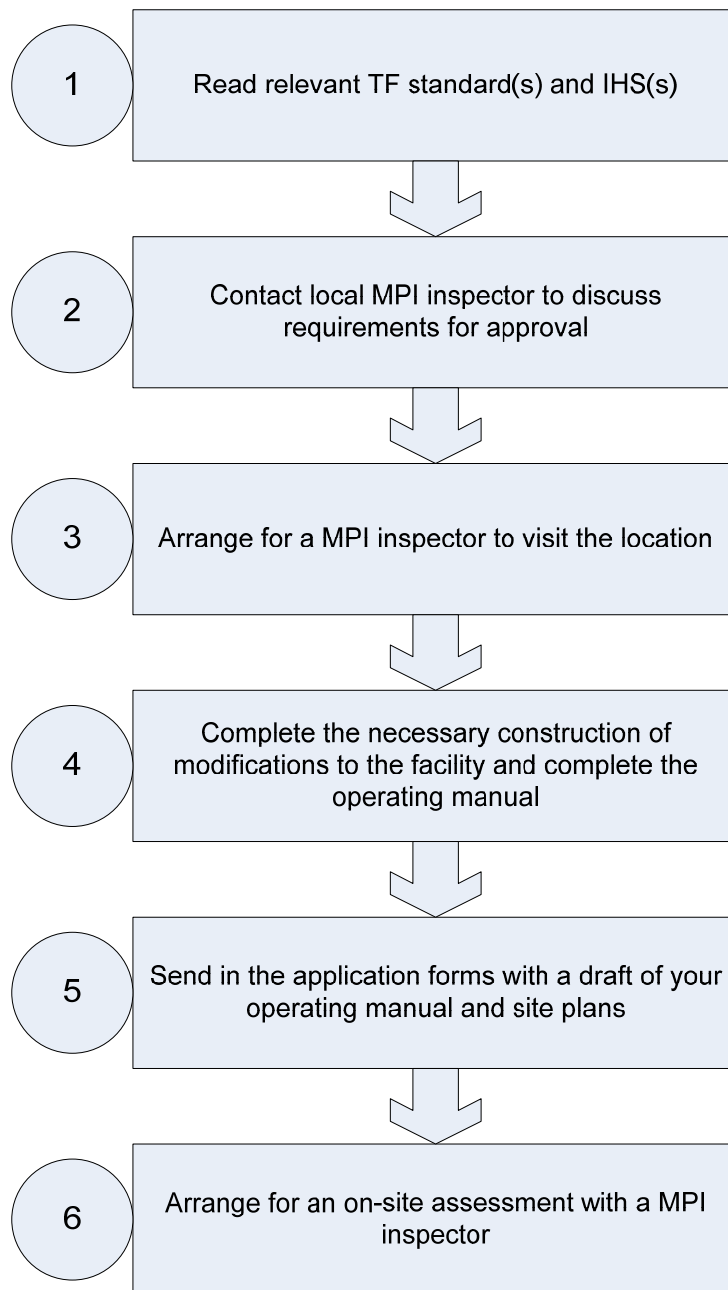 1
Read relevant TF standard(s) and IHS(s)
2
Contact local MPI inspector to discuss
requirements for approval
3
Arrange for a MPI inspector to visit the location
4
Complete the necessary construction of
modifications to the facility and complete the
operating manual
5
Send in the application forms with a draft of your
operating manual and site plans
6
Arrange for an on-site assessment with a MPI
inspector